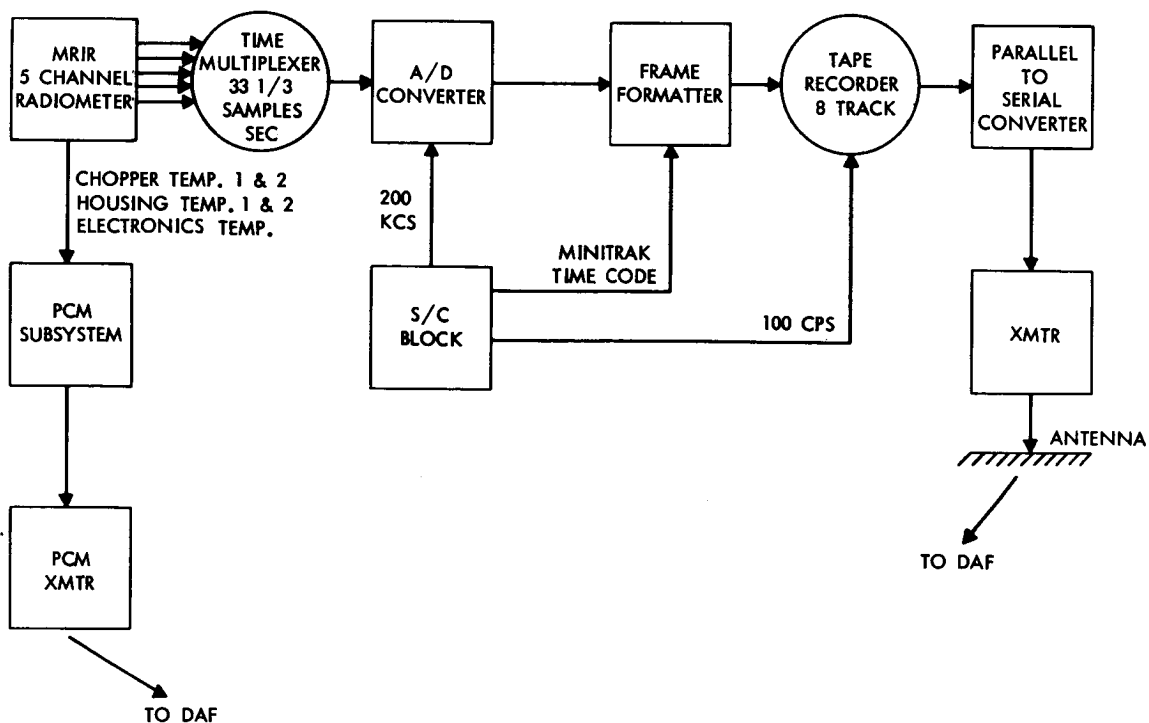 MRIR
5 CHANNEL
RADIOMETER
TIME
MULTIPLEXER
33 1/3
SAMPLES
SEC
A/D
CONVERTER
FRAME
FORMATTER
TAPE
RECORDER
8 TRACK
PARALLEL
TO
SERIAL
CONVERTER
CHOPPER TEMP. 1 & 2
HOUSING TEMP. 1 & 2
ELECTRONICS TEMP.
200
KCS
MINITRAK
TIME CODE
S/C
BLOCK
100 CPS
PCM
SUBSYSTEM
XMTR
ANTENNA
TO DAF
PCM
XMTR
TO DAF